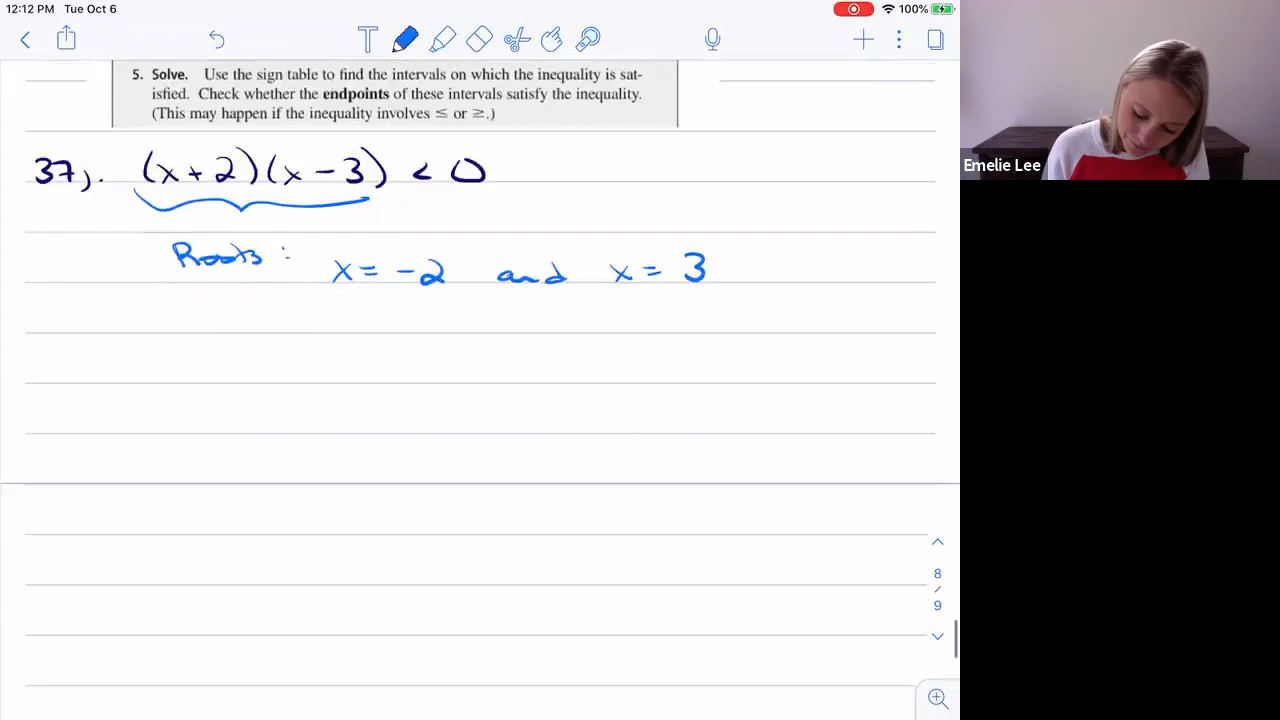 12:12 PM Tue Oct 6
100%
5. Solve. Use the sign table to find the intervals on which the inequality is sat-
isfied. Check whether the endpoints of these intervals satisfy the inequality.
(This may happen if the inequality involves ≤ or ≥.)
37). (x+2)(x-3) < 0
Roots: x = -2 and x = 3
8
/
9
Emelie Lee